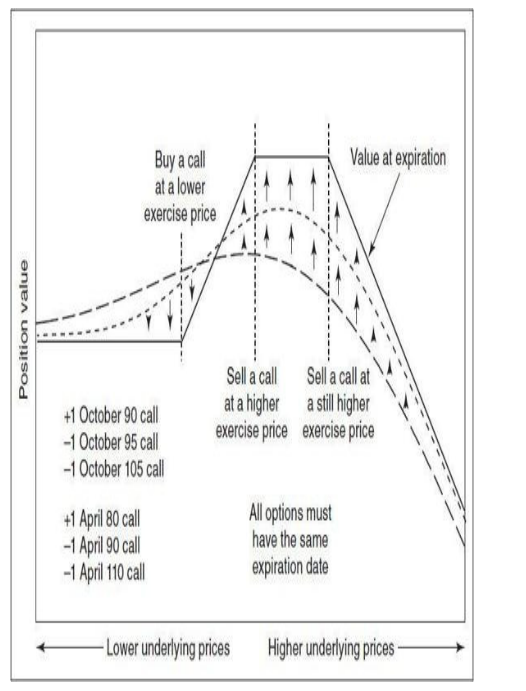 Buy a call
at a lower
exercise price
Value at expiration
Position value
Sell a call
at a higher
exercise price
Sell a call at
a still higher
exercise price
+1 October 90 call
–1 October 95 call
–1 October 105 call
+1 April 80 call
–1 April 90 call
–1 April 110 call
All options must
have the same
expiration date
Lower underlying prices
Higher underlying prices